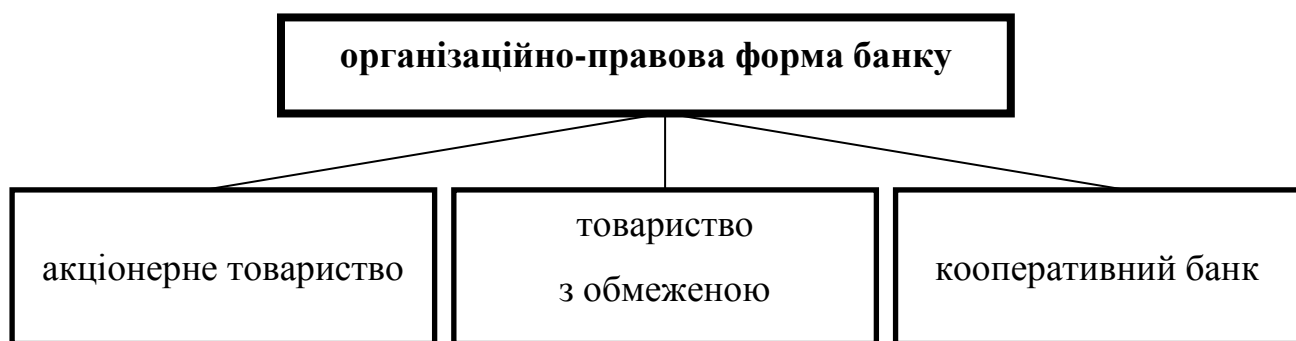 організаційно-правова форма банку
акціонерне товариство
товариство
з обмеженою
кооперативний банк